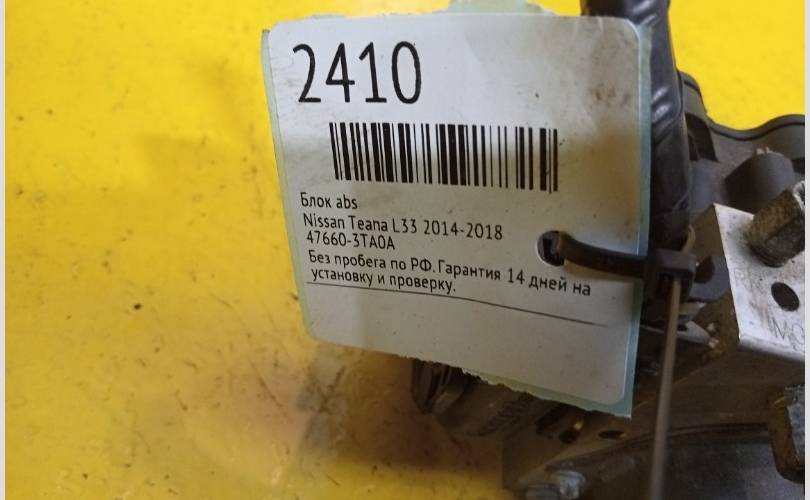 2410
Блок abs
Nissan Teana L33 2014-2018
47660-3TA0A
Без пробега по РФ. Гарантия 14 дней на
установку и проверку.